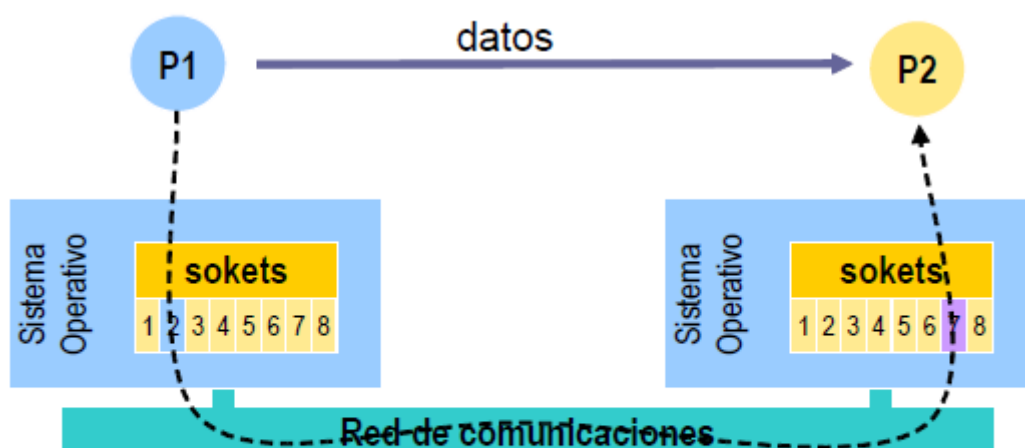 datos
P1
P2
Sistema
Operativo
sokets
1 2 3 4 5 6 7 8
Sistema
Operativo
sokets
1 2 3 4 5 6 7 8
Red de comunicaciones